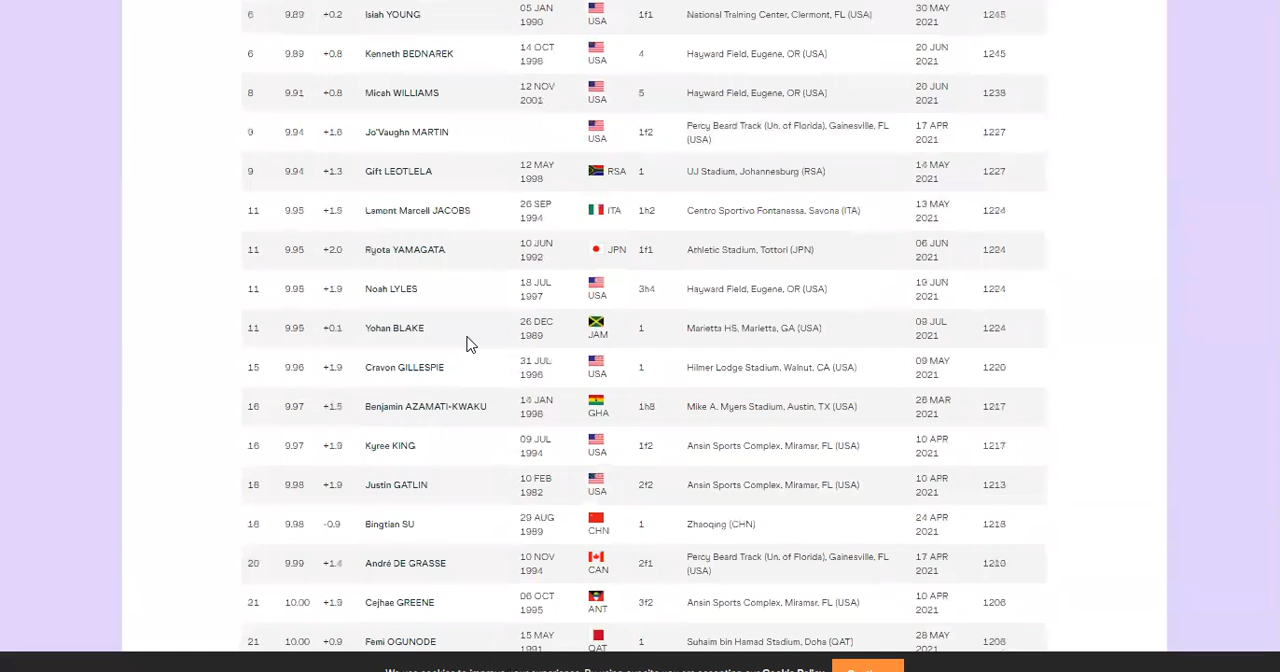 6 9.89 +0.2 Isiah YOUNG 05 JAN 1990 USA 1f1 National Training Center, Clermont, FL (USA) 30 MAY 2021 1245
6 9.89 +0.8 Kenneth BEDNAREK 14 OCT 1998 USA 4 Hayward Field, Eugene, OR (USA) 20 JUN 2021 1245
8 9.91 +0.8 Micah WILLIAMS 12 NOV 2001 USA 5 Hayward Field, Eugene, OR (USA) 20 JUN 2021 1238
9 9.94 +1.6 Jo'Vaughn MARTIN USA 1f2 Percy Beard Track (Un. of Florida), Gainesville, FL (USA) 17 APR 2021 1227
9 9.94 +1.3 Gift LEOTLELA 12 MAY 1998 RSA 1 UJ Stadium, Johannesburg (RSA) 14 MAY 2021 1227
11 9.95 +1.5 Lamont Marcell JACOBS 26 SEP 1994 ITA 1h2 Centro Sportivo Fontanassa, Savona (ITA) 13 MAY 2021 1224
11 9.95 +2.0 Ryota YAMAGATA 10 JUN 1992 JPN 1f1 Athletic Stadium, Tottori (JPN) 06 JUN 2021 1224
11 9.95 +1.9 Noah LYLES 18 JUL 1997 USA 3h4 Hayward Field, Eugene, OR (USA) 19 JUN 2021 1224
11 9.95 +0.1 Yohan BLAKE 26 DEC 1989 JAM 1 Marietta HS, Marietta, GA (USA) 09 JUL 2021 1224
15 9.96 +1.9 Cravon GILLESPIE 31 JUL 1996 USA 1 Hilmer Lodge Stadium, Walnut, CA (USA) 09 MAY 2021 1220
16 9.97 +1.5 Benjamin AZAMATI-KWAKU 14 JAN 1998 GHA 1h8 Mike A. Myers Stadium, Austin, TX (USA) 26 MAR 2021 1217
16 9.97 +1.9 Kyree KING 09 JUL 1994 USA 1f2 Ansin Sports Complex, Miramar, FL (USA) 10 APR 2021 1217
18 9.98 +1.9 Justin GATLIN 10 FEB 1982 USA 2f2 Ansin Sports Complex, Miramar, FL (USA) 10 APR 2021 1213
18 9.98 -0.9 Bingtian SU 29 AUG 1989 CHN 1 Zhaoqing (CHN) 24 APR 2021 1213
20 9.99 +1.4 André DE GRASSE 10 NOV 1994 CAN 2f1 Percy Beard Track (Un. of Florida), Gainesville, FL (USA) 17 APR 2021 1210
21 10.00 +1.9 Cejhae GREENE 06 OCT 1995 ANT 3f2 Ansin Sports Complex, Miramar, FL (USA) 10 APR 2021 1206
21 10.00 +0.9 Femi OGUNODE 15 MAY 1991 QAT 1 Suhaim bin Hamad Stadium, Doha (QAT) 28 MAY 2021 1206